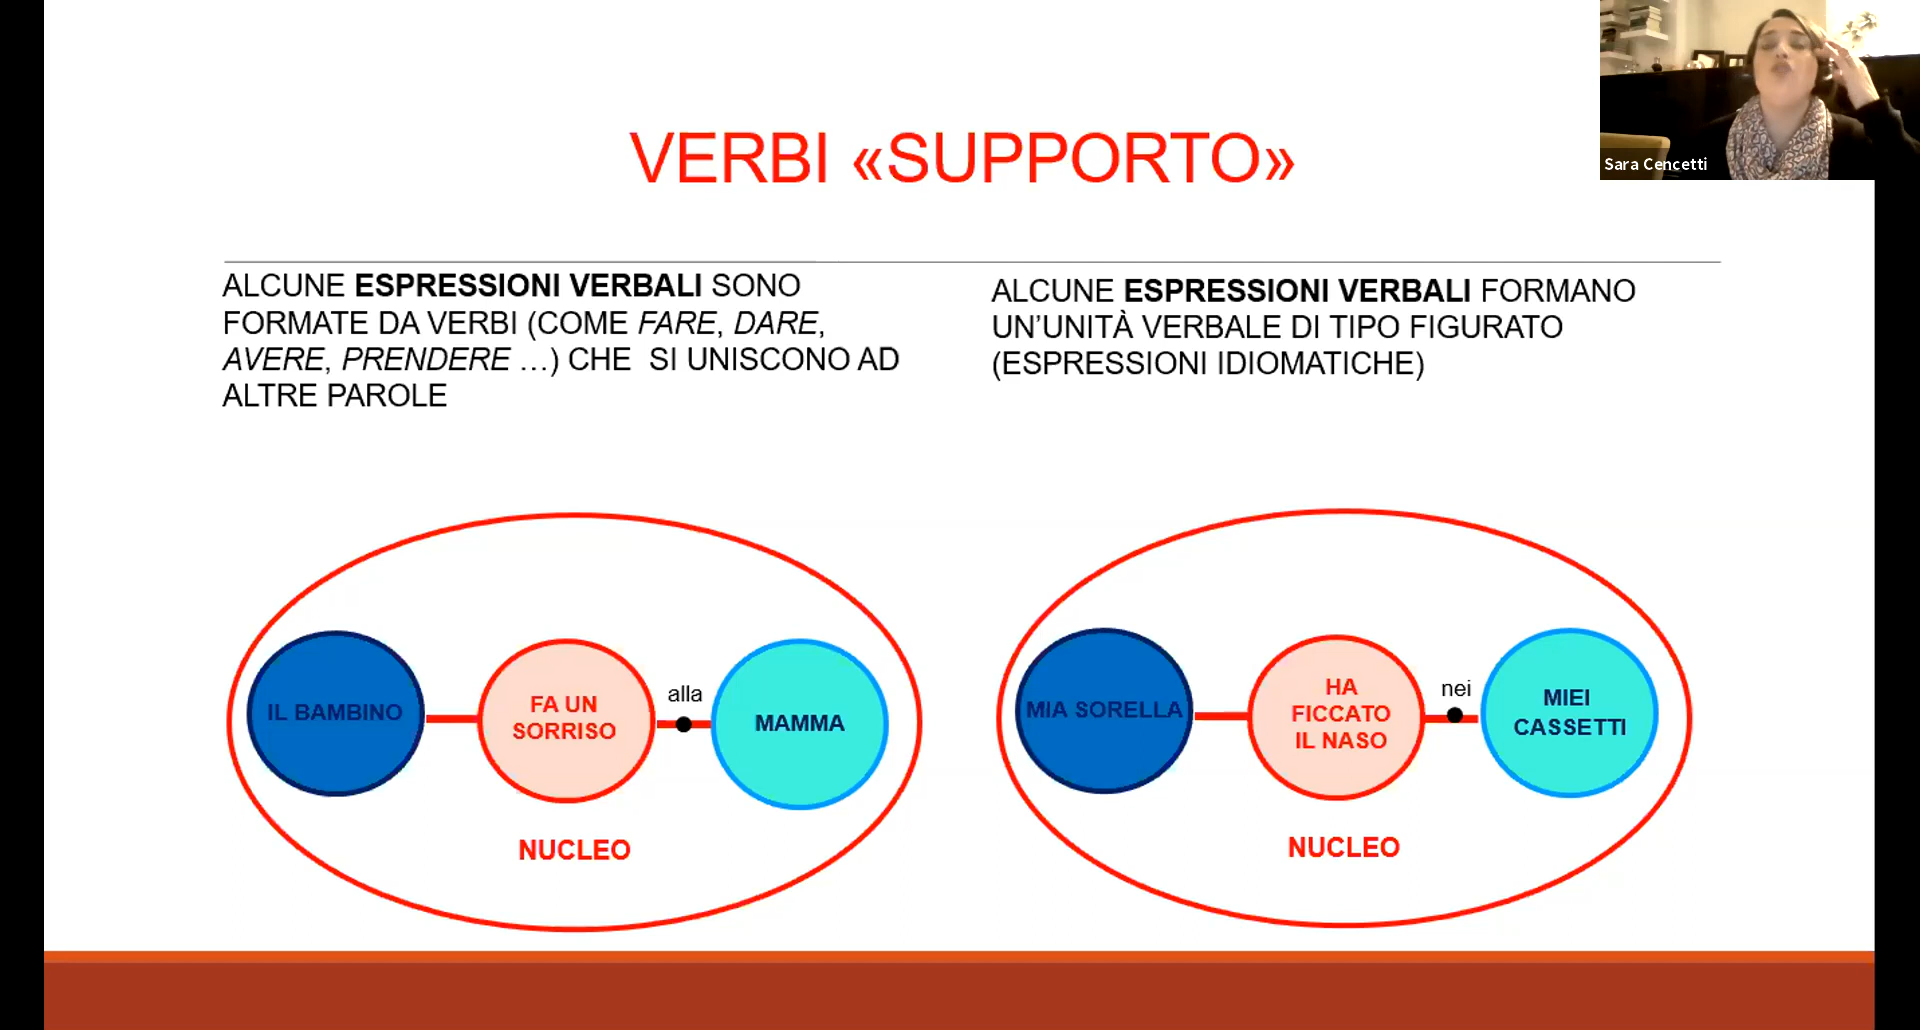 VERBI «SUPPORTO»
Sara Cencetti
ALCUNE ESPRESSIONI VERBALI SONO
FORMATE DA VERBI (COME FARE, DARE,
AVERE, PRENDERE …) CHE SI UNISCONO AD
ALTRE PAROLE
ALCUNE ESPRESSIONI VERBALI FORMANO
UN’UNITÀ VERBALE DI TIPO FIGURATO
(ESPRESSIONI IDIOMATICHE)
IL BAMBINO
FA UN
SORRISO
alla
MAMMA
NUCLEO
MIA SORELLA
HA
FICCATO
IL NASO
nei
MIEI
CASSETTI
NUCLEO